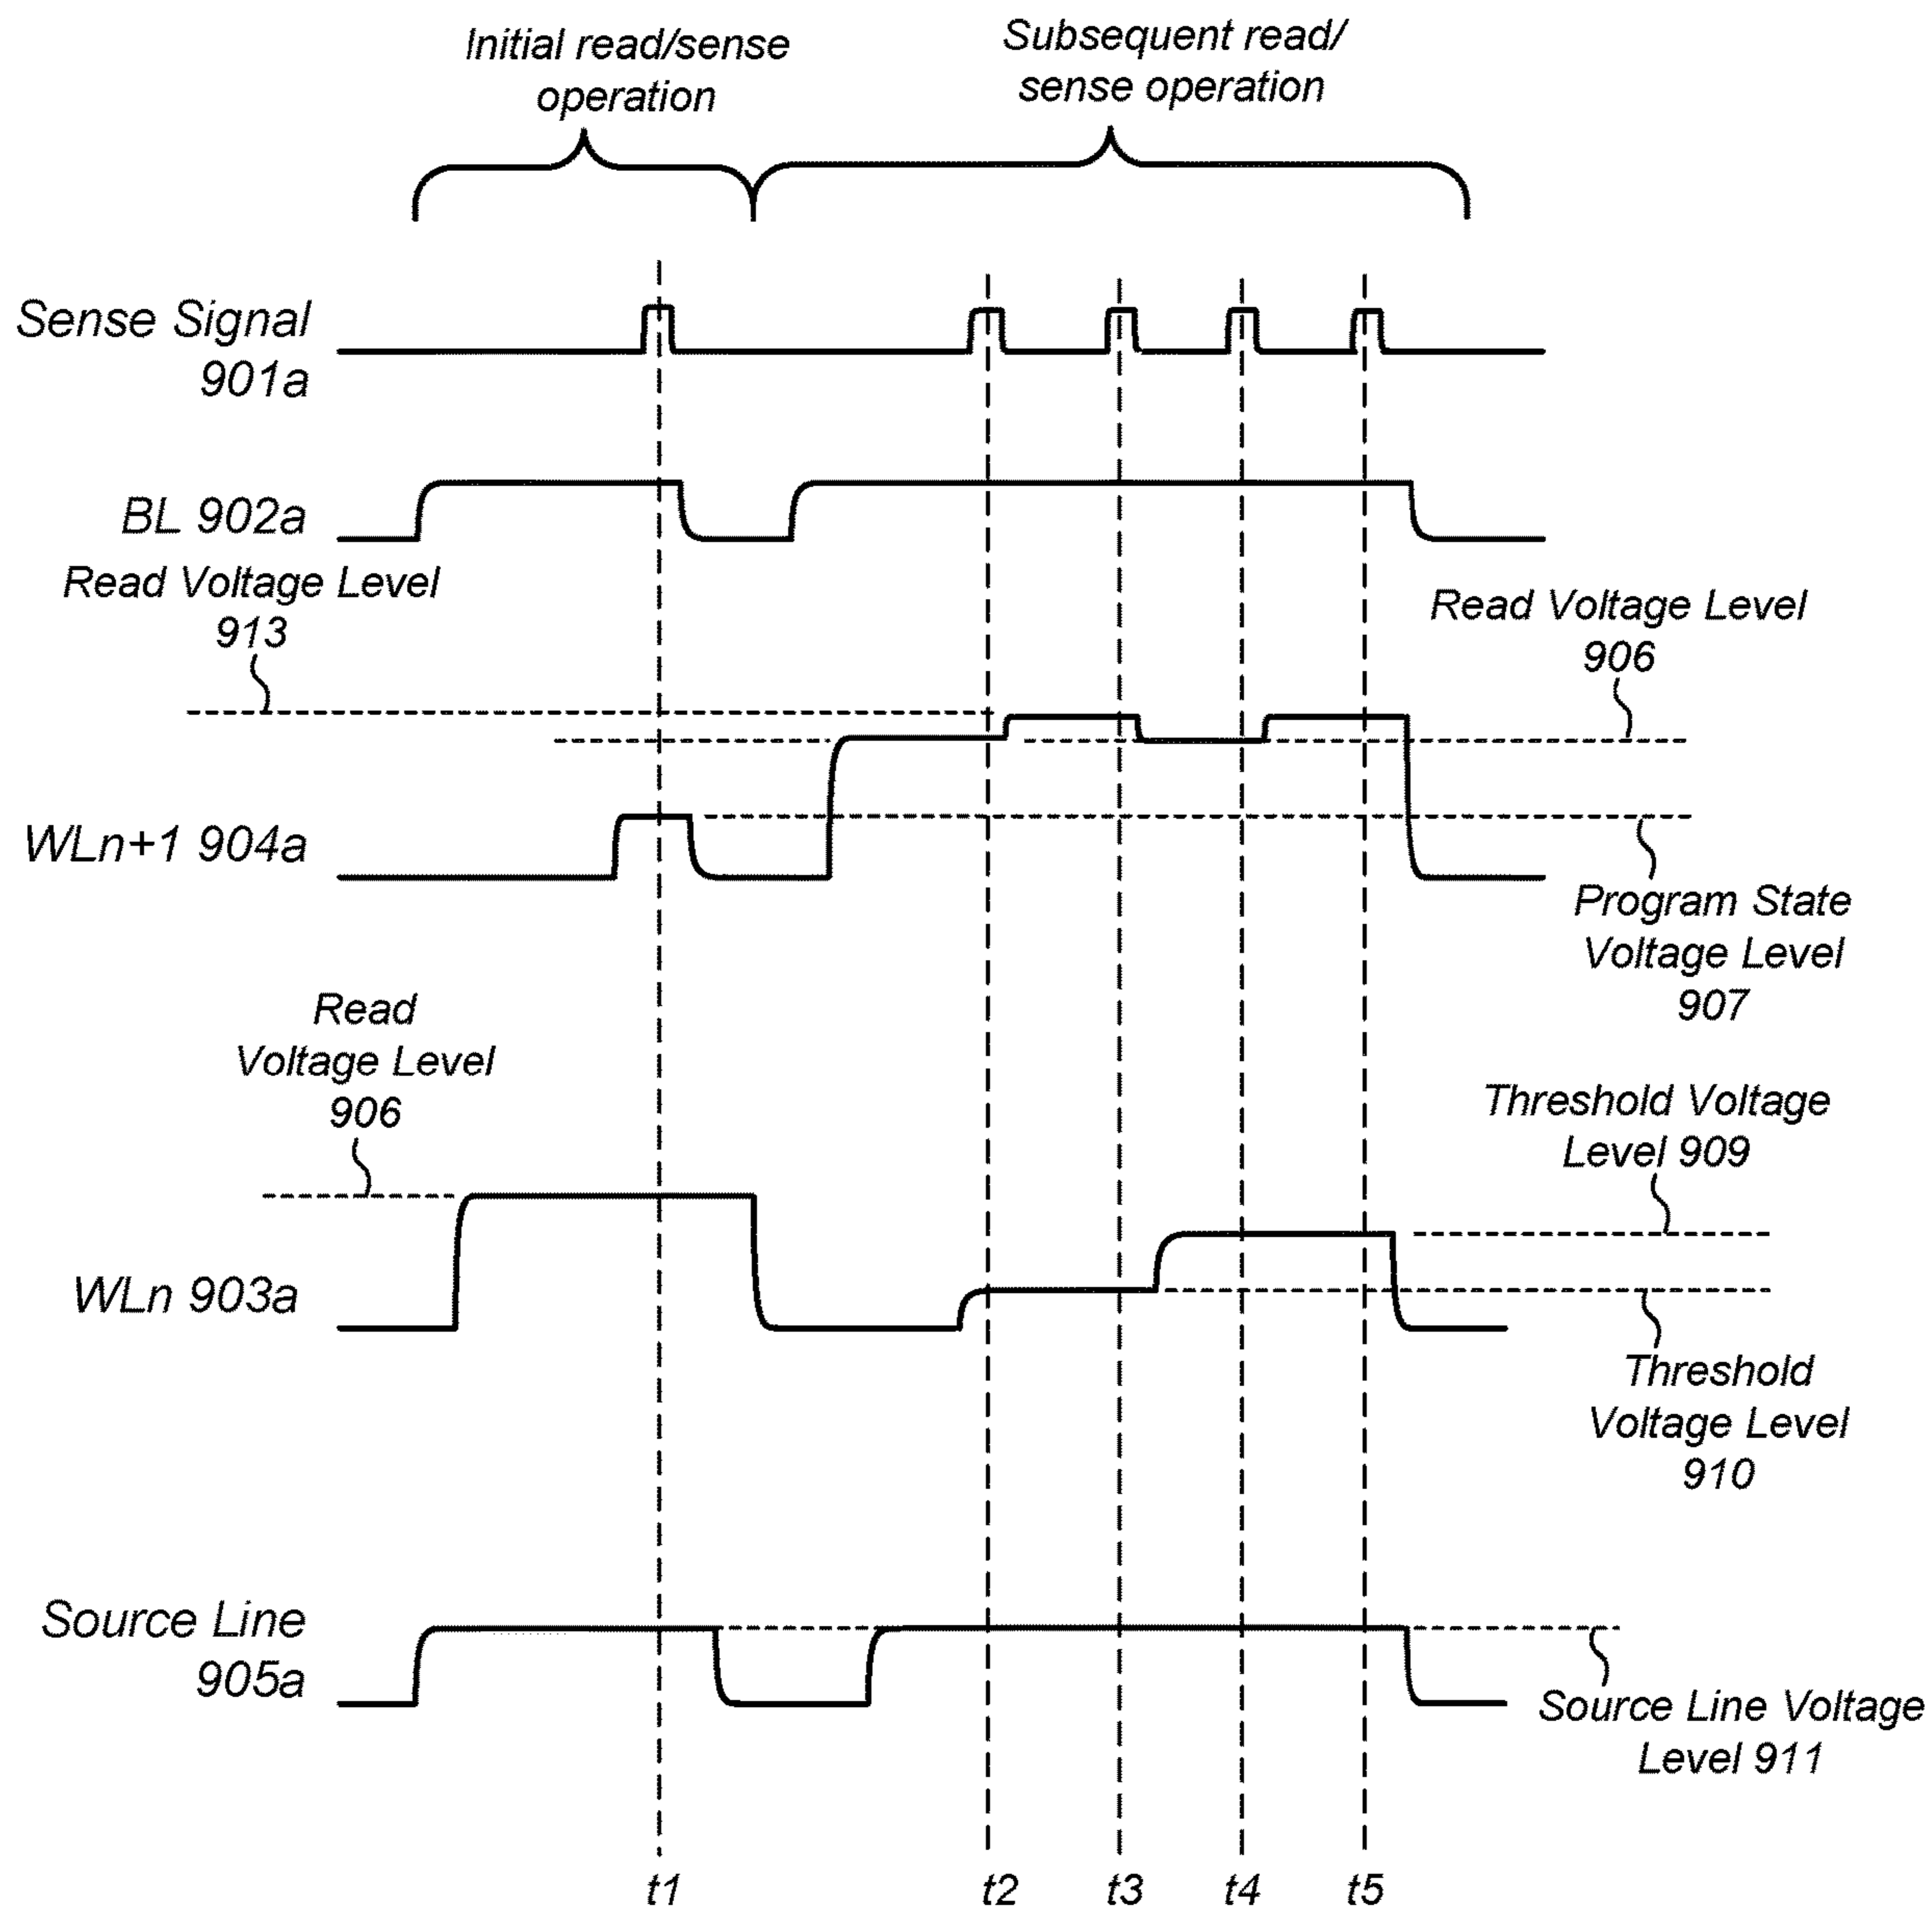 Initial read/sense
operation
Subsequent read/
sense operation
Sense Signal
901a
BL 902a
Read Voltage Level
913
Read Voltage Level
906
WLn+1 904a
Program State
Voltage Level
907
Read
Voltage Level
906
Threshold Voltage
Level 909
WLn 903a
Threshold
Voltage Level
910
Source Line
905a
Source Line Voltage
Level 911
t1
t2
t3
t4
t5